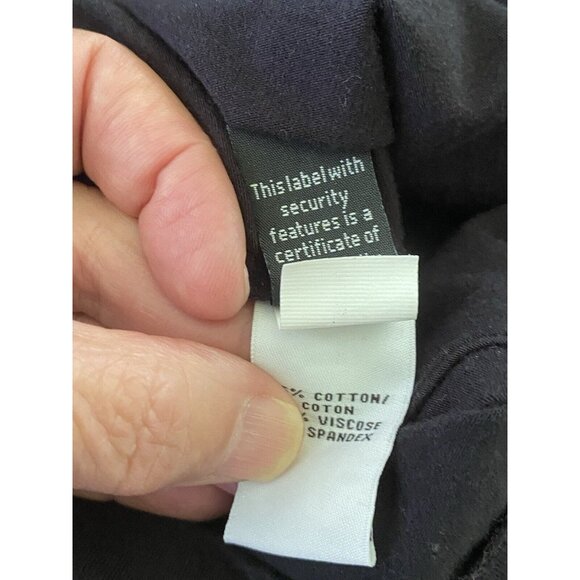 This label with
security
features is a
certificate of
% COTTON/
COTON
VISCOSE
SPANDEX